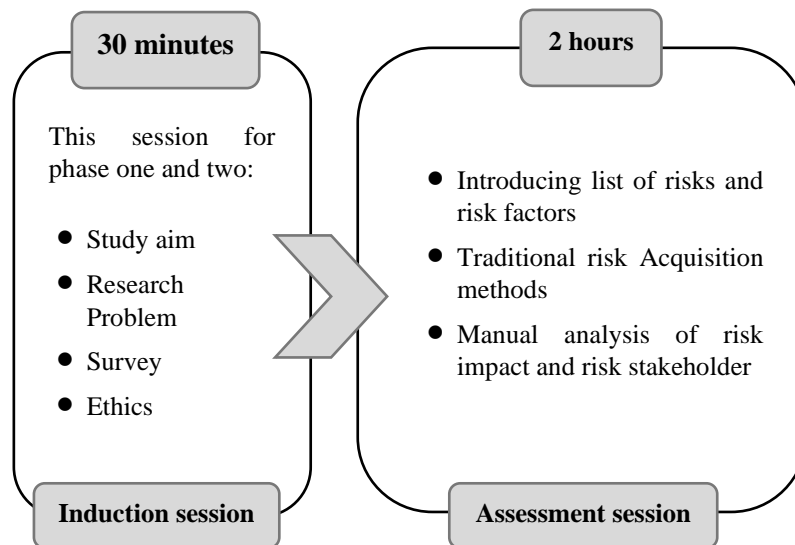 30 minutes
This session for
phase one and two:
● Study aim
● Research
Problem
● Survey
● Ethics
Induction session
2 hours
● Introducing list of risks and
risk factors
● Traditional risk Acquisition
methods
● Manual analysis of risk
impact and risk stakeholder
Assessment session